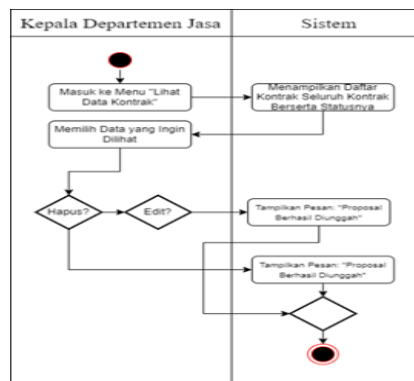 Kepala Departemen Jasa
Sistem
Masuk ke Menu "Lihat
Data Kontrak"
Menampilkan Daftar
Kontrak Seluruh Kontrak
Berserta Statusnya
Memilih Data yang Ingin
Dilihat
Hapus?
Edit?
Tampilkan Pesan: "Proposal
Berhasil Diunggah"
Tampilkan Pesan: "Proposal
Berhasil Diunggah"